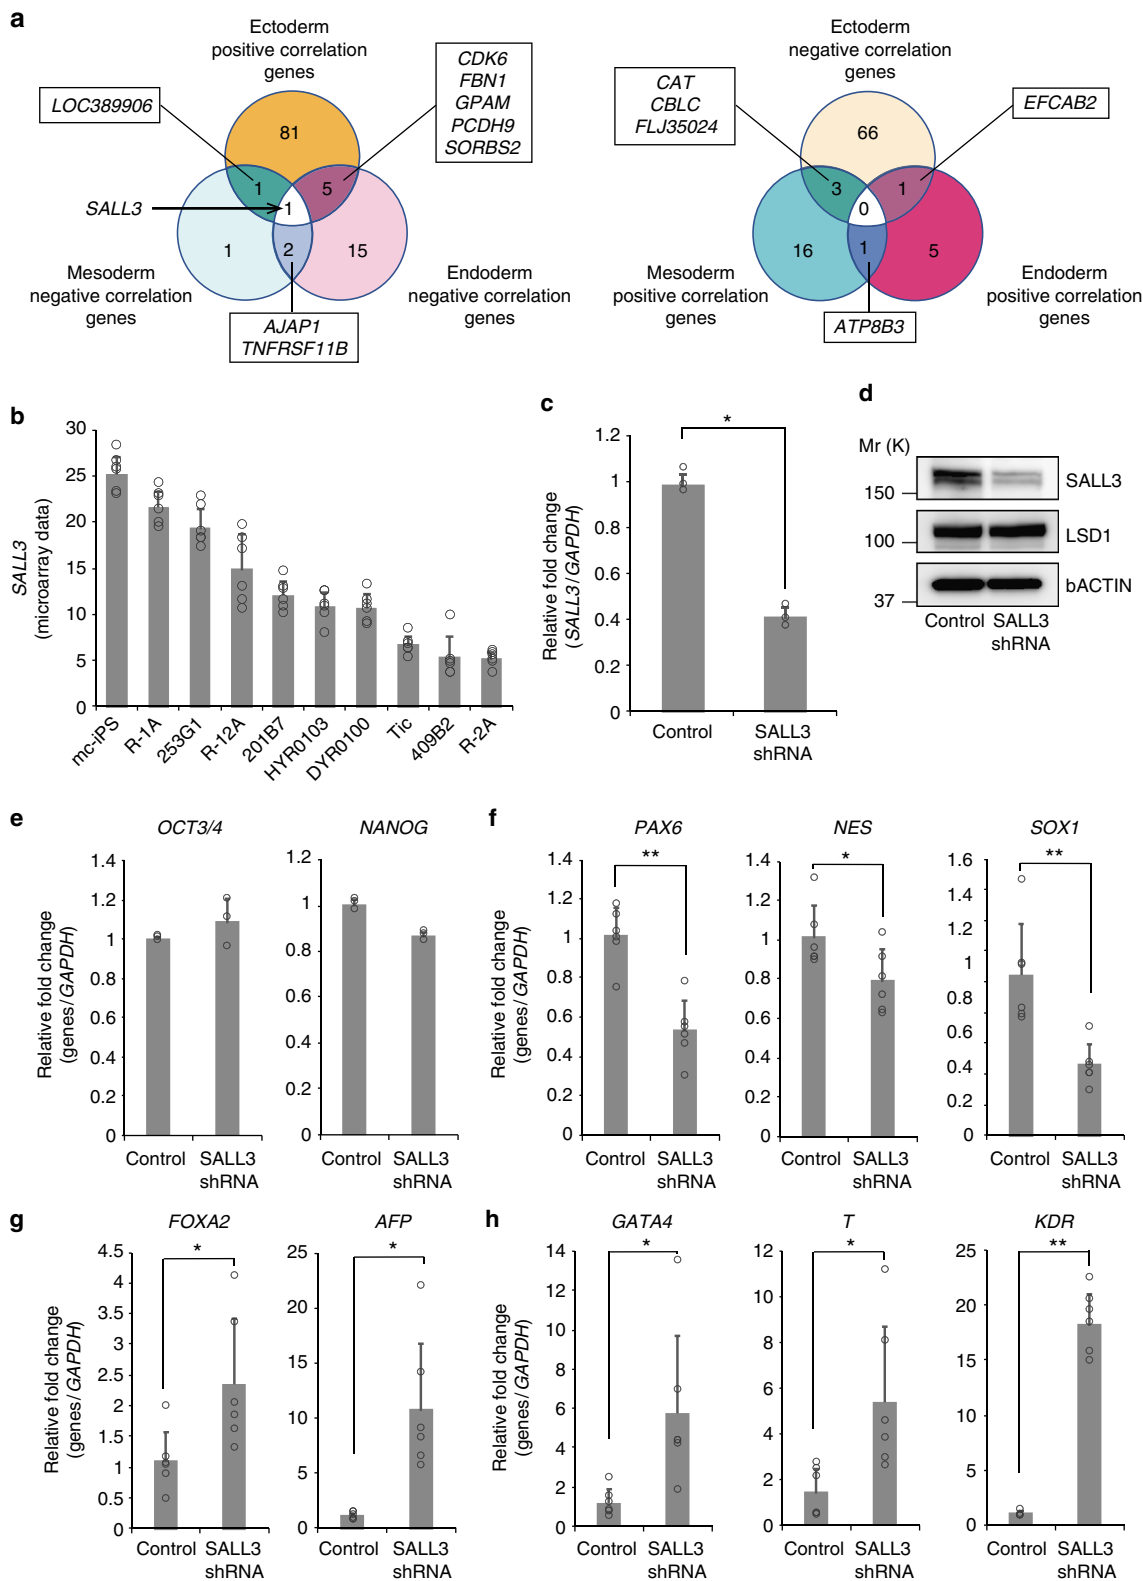 a
Ectoderm
positive correlation
genes
LOC389906
CDK6
FBN1
GPAM
PCDH9
SORBS2
81
1
5
SALL3
1
1
2
15
Mesoderm
negative correlation
genes
Endoderm
negative correlation
genes
AJAP1
TNFRSF11B
Ectoderm
negative correlation
genes
CAT
CBLC
FLJ35024
EFCAB2
66
3
1
0
16
1
5
Mesoderm
positive correlation
genes
Endoderm
positive correlation
genes
ATP8B3
b
SALL3
(microarray data)
30
25
20
15
10
5
0
mc-iPS
R-1A
253G1
R-12A
201B7
HYR0103
DYR0100
Tic
409B2
R-2A
c
Relative fold change
(SALL3/GAPDH)
1.2
1
0.8
0.6
0.4
0.2
0
*
Control
SALL3
shRNA
d
Mr (K)
150
SALL3
100
LSD1
37
bACTIN
Control
SALL3
shRNA
e
Relative fold change
(genes/GAPDH)
OCT3/4
1.4
1.2
1
0.8
0.6
0.4
0.2
0
Control
SALL3
shRNA
NANOG
1.2
1
0.8
0.6
0.4
0.2
0
Control
SALL3
shRNA
f
Relative fold change
(genes/GAPDH)
PAX6
**
1.4
1.2
1
0.8
0.6
0.4
0.2
0
Control
SALL3
shRNA
NES
*
1.4
1.2
1
0.8
0.6
0.4
0.2
0
Control
SALL3
shRNA
SOX1
**
1.6
1.4
1.2
1
0.8
0.6
0.4
0.2
0
Control
SALL3
shRNA
g
Relative fold change
(genes/GAPDH)
FOXA2
*
4.5
4
3.5
3
2.5
2
1.5
1
0.5
0
Control
SALL3
shRNA
AFP
*
25
20
15
10
5
0
Control
SALL3
shRNA
h
Relative fold change
(genes/GAPDH)
GATA4
*
14
12
10
8
6
4
2
0
Control
SALL3
shRNA
T
*
12
10
8
6
4
2
0
Control
SALL3
shRNA
KDR
**
25
20
15
10
5
0
Control
SALL3
shRNA